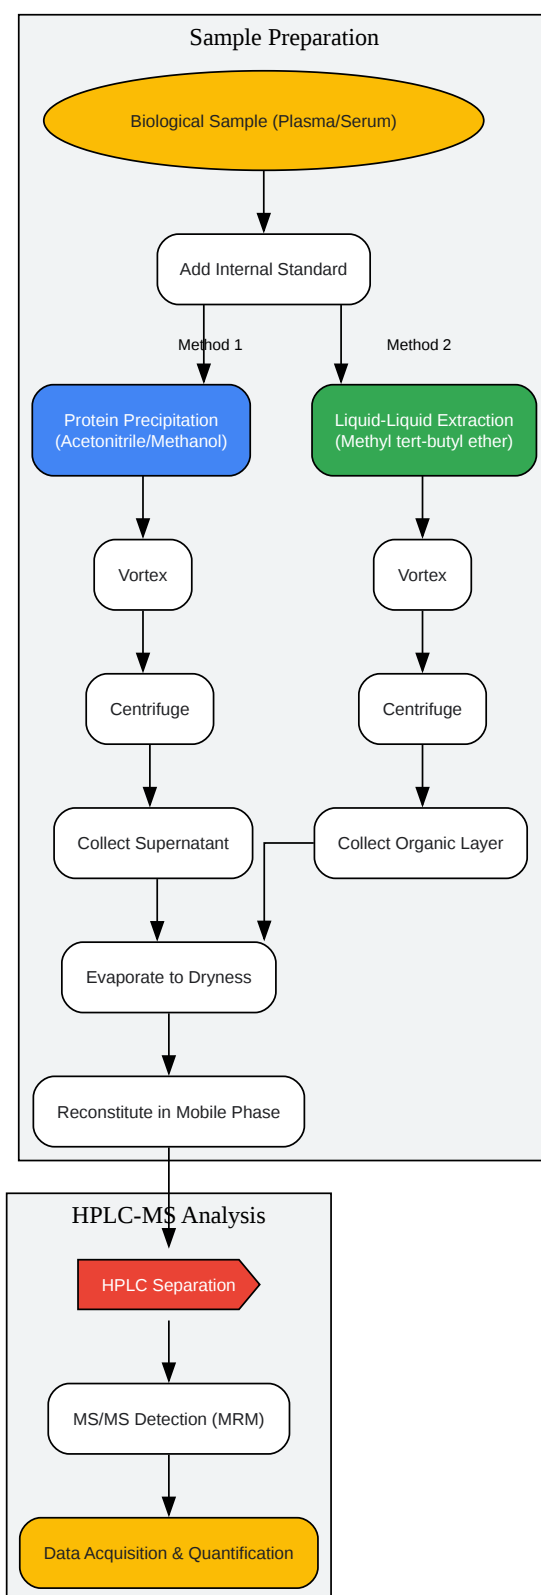 Sample Preparation
Biological Sample (Plasma/Serum)
Add Internal Standard
Method 1
Method 2
Protein Precipitation
(Acetonitrile/Methanol)
Liquid-Liquid Extraction
(Methyl tert-butyl ether)
Vortex
Vortex
Centrifuge
Centrifuge
Collect Supernatant
Collect Organic Layer
Evaporate to Dryness
Reconstitute in Mobile Phase
HPLC-MS Analysis
HPLC Separation
MS/MS Detection (MRM)
Data Acquisition & Quantification